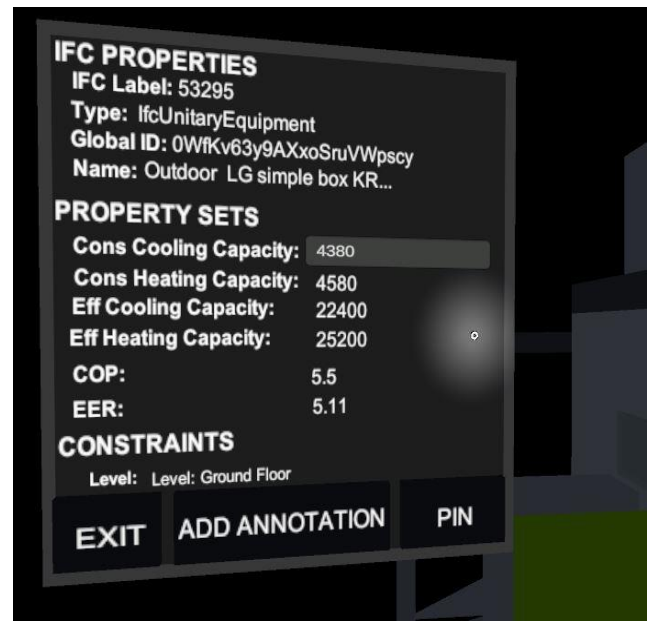 IFC PROPERTIES
IFC Label: 53295
Type: IfcUnitaryEquipment
Global ID: 0WfKv63y9AXxoSruVWpscy
Name: Outdoor LG simple box KR...
PROPERTY SETS
Cons Cooling Capacity: 4380
Cons Heating Capacity: 4580
Eff Cooling Capacity: 22400
Eff Heating Capacity: 25200
COP: 5.5
EER: 5.11
CONSTRAINTS
Level: Level: Ground Floor
EXIT ADD ANNOTATION PIN